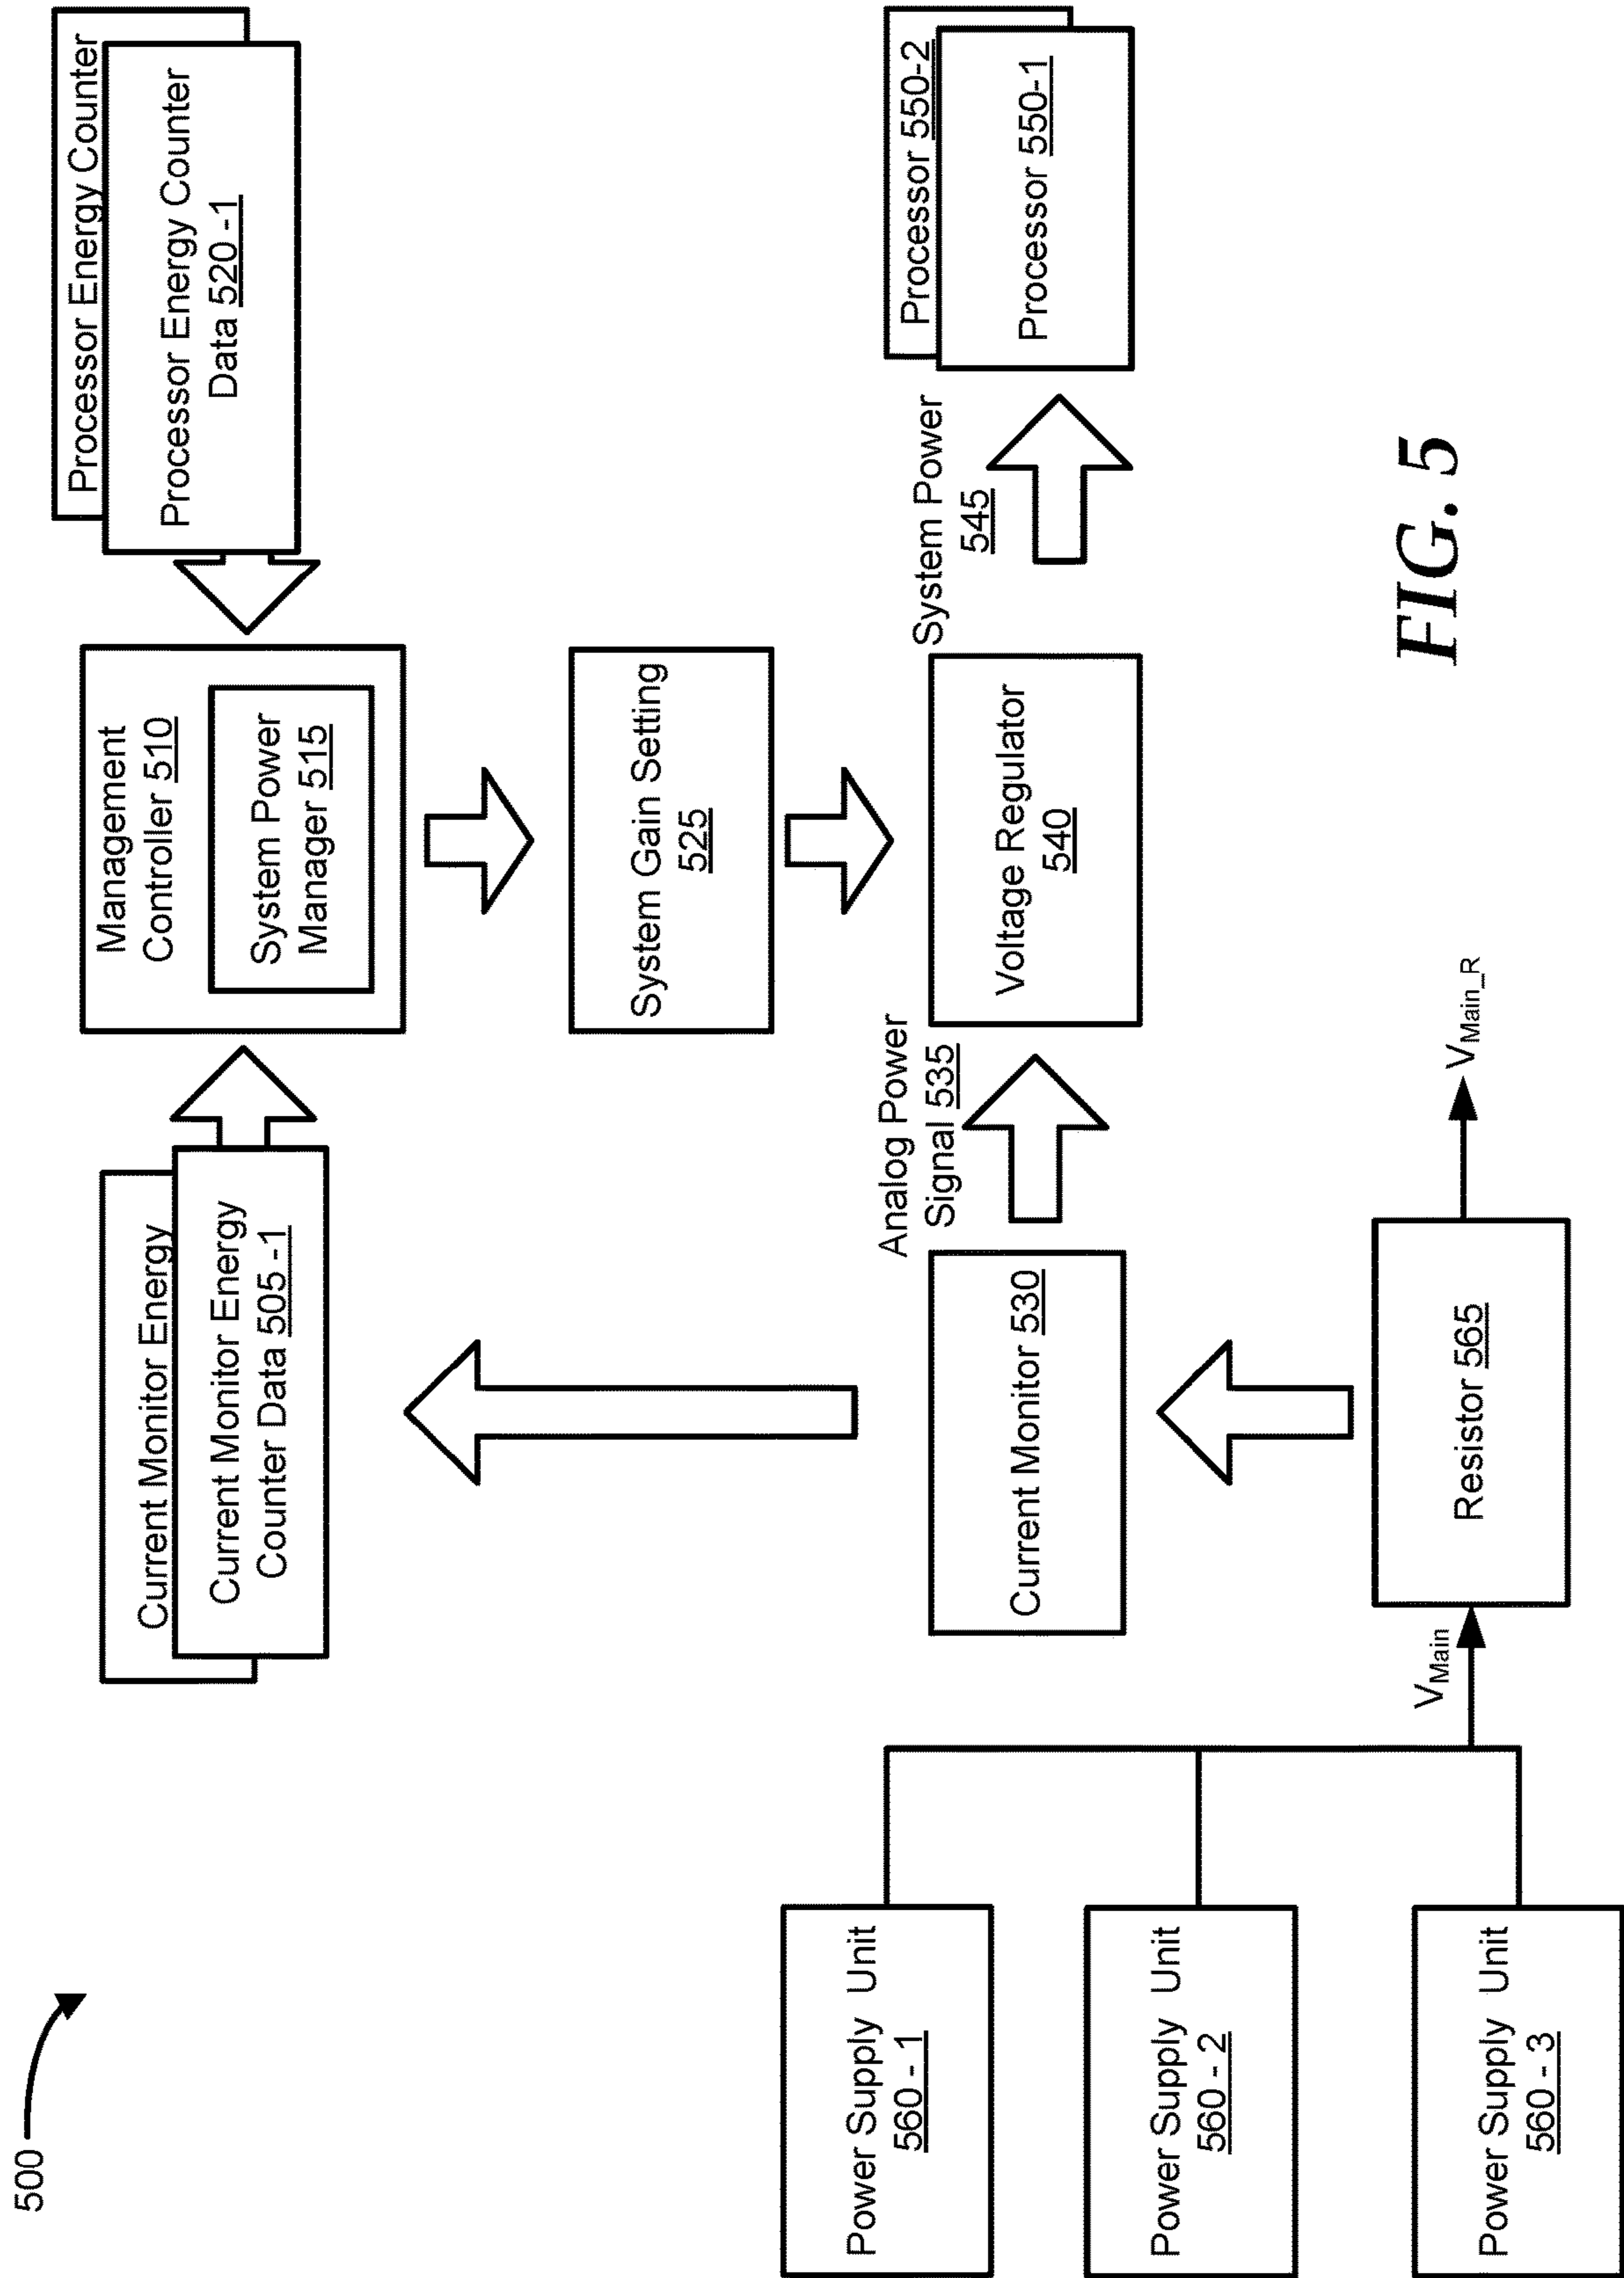 500
Current Monitor Energy
Current Monitor Energy
Counter Data 505 -1
Management
Controller 510
System Power
Manager 515
Processor Energy Counter
Processor Energy Counter
Data 520 -1
System Gain Setting
525
Power Supply Unit
560 - 1
Power Supply Unit
560 - 2
Power Supply Unit
560 - 3
Current Monitor 530
Analog Power
Signal 535
Voltage Regulator
540
System Power
545
Processor 550-2
Processor 550-1
VMain
Resistor 565
VMain_R
FIG. 5